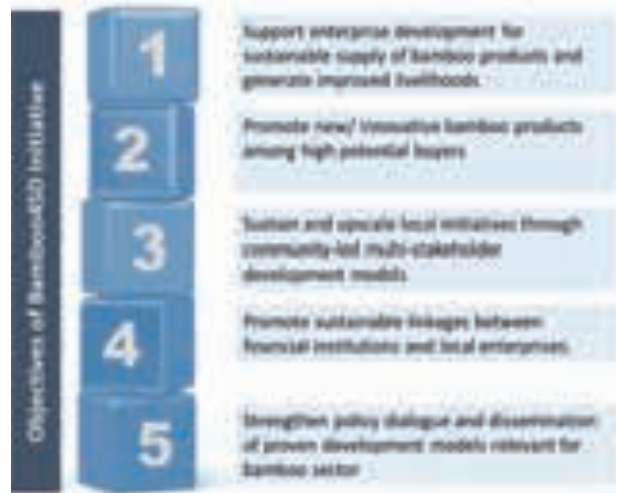 Objectives of Bamboo4SD Initiative
1
Support enterprise development for
sustainable supply of bamboo products and
generate improved livelihoods
2
Promote new/ innovative bamboo products
among high potential buyers
3
Sustain and upscale local initiatives through
community-led multi-stakeholder
development models
4
Promote sustainable linkages between
financial institutions and local enterprises.
5
Strengthen policy dialogue and dissemination
of proven development models relevant for
bamboo sector